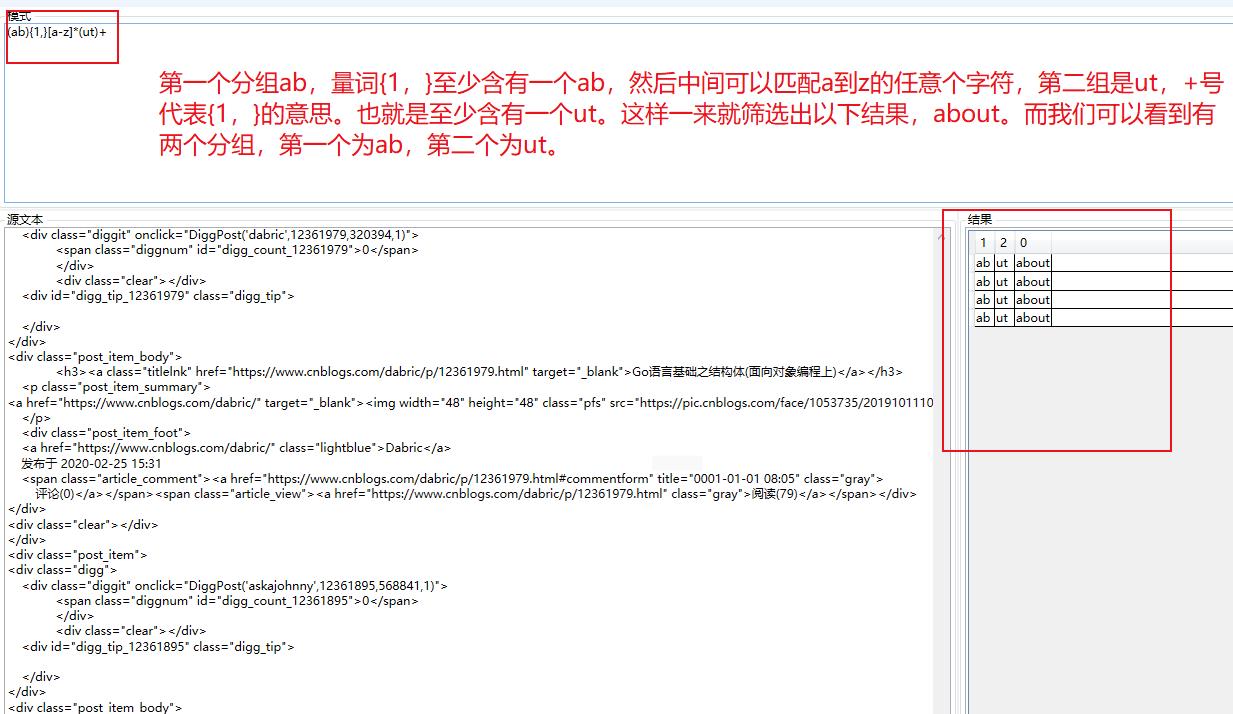 模式
(ab){1,}[a-z]*(ut)+
第一个分组ab，量词{1，}至少含有一个ab，然后中间可以匹配a到z的任意个字符，第二组是ut，+号
代表{1，}的意思。也就是至少含有一个ut。这样一来就筛选出以下结果，about。而我们可以看到有
两个分组，第一个为ab，第二个为ut。
源文本
<div class="diggit" onclick="DiggPost('dabric',12361979,320394,1)">
<span class="diggnum" id="digg_count_12361979">0</span>
</div>
<div class="clear"></div>
<div id="digg_tip_12361979" class="digg_tip">
</div>
</div>
<div class="post_item_body">
<h3><a class="titlelnk" href="https://www.cnblogs.com/dabric/p/12361979.html" target="_blank">Go语言基础之结构体(面向对象编程上)</a></h3>
<p class="post_item_summary">
<a href="https://www.cnblogs.com/dabric/" target="_blank"><img width="48" height="48" class="pfs" src="https://pic.cnblogs.com/face/1053735/2019101110
</p>
<div class="post_item_foot">
<a href="https://www.cnblogs.com/dabric/" class="lightblue">Dabric</a>
发布于 2020-02-25 15:31
<span class="article_comment"><a href="https://www.cnblogs.com/dabric/p/12361979.html#commentform" title="0001-01-01 08:05" class="gray">
评论(0)</a></span><span class="article_view"><a href="https://www.cnblogs.com/dabric/p/12361979.html" class="gray">阅读(79)</a></span></div>
</div>
<div class="clear"></div>
</div>
<div class="post_item">
<div class="digg">
<div class="diggit" onclick="DiggPost('askajohnny',12361895,568841,1)">
<span class="diggnum" id="digg_count_12361895">0</span>
</div>
<div class="clear"></div>
<div id="digg_tip_12361895" class="digg_tip">
</div>
</div>
<div class="post_item_body">
结果
1 2 0
ab ut about
ab ut about
ab ut about
ab ut about